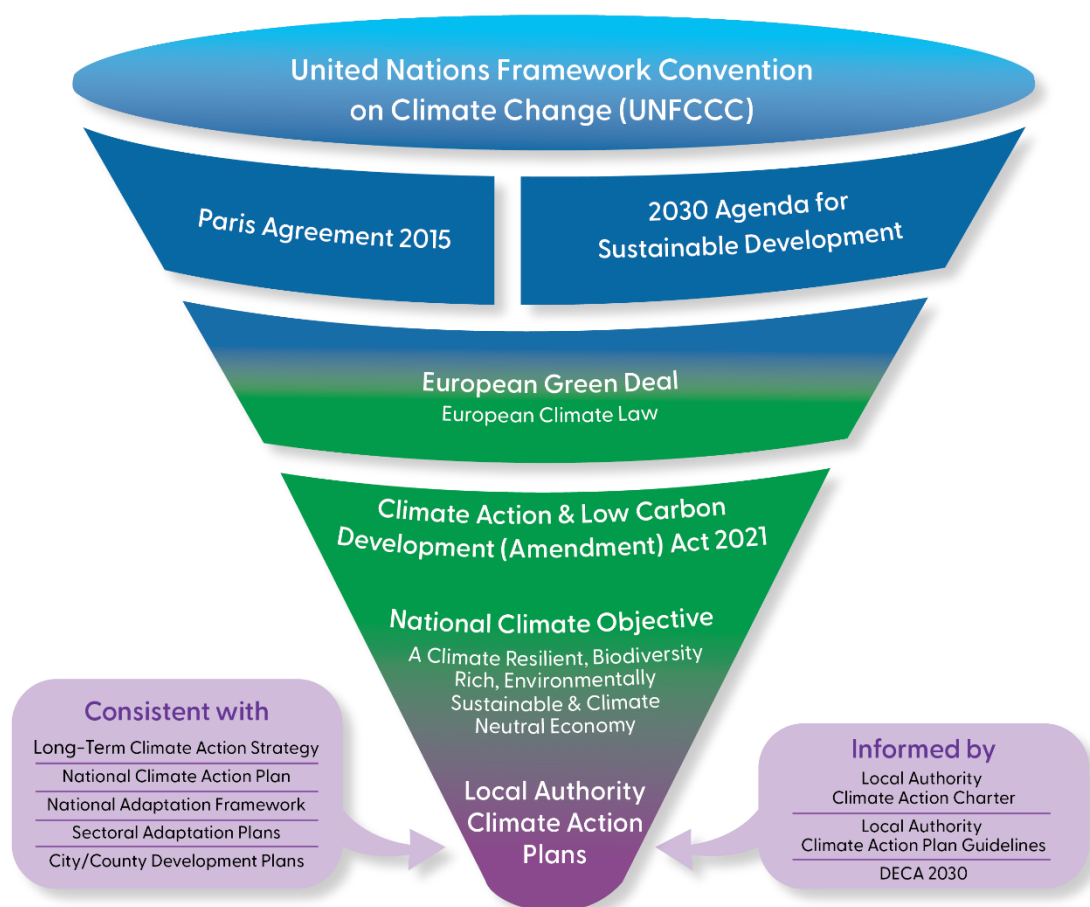 United Nations Framework Convention
on Climate Change (UNFCCC)
Paris Agreement 2015
2030 Agenda for
Sustainable Development
European Green Deal
European Climate Law
Climate Action & Low Carbon
Development (Amendment) Act 2021
National Climate Objective
A Climate Resilient, Biodiversity
Rich, Environmentally
Sustainable & Climate
Neutral Economy
Local Authority
Climate Action
Plans
Consistent with
Long-Term Climate Action Strategy
National Climate Action Plan
National Adaptation Framework
Sectoral Adaptation Plans
City/County Development Plans
Informed by
Local Authority
Climate Action Charter
Local Authority
Climate Action Plan Guidelines
DECA 2030